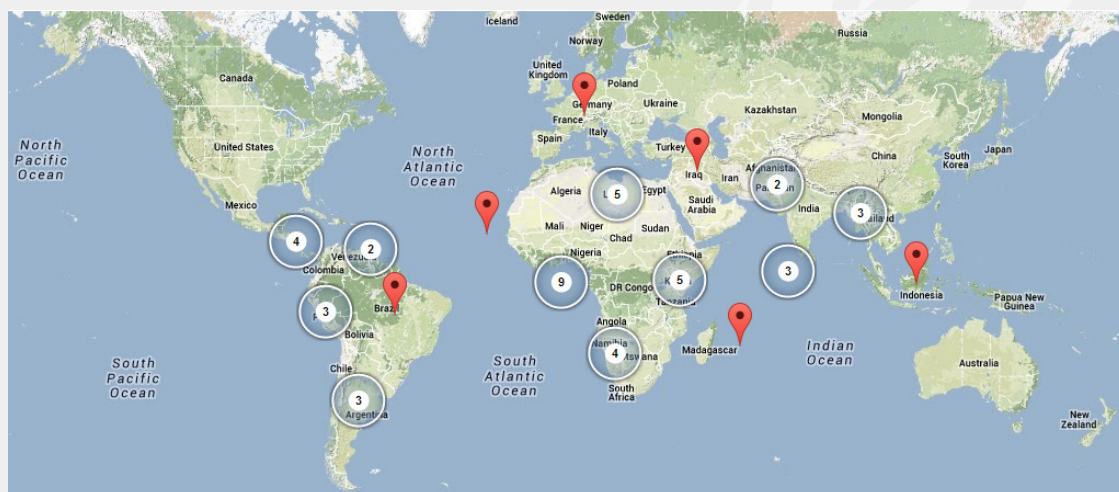 Iceland
Sweden
Norway
Russia
Canada
United
Kingdom
Poland
Germany
Ukraine
Kazakhstan
Mongolia
France
Italy
North
Pacific
Ocean
United States
North
Atlantic
Ocean
Spain
Turkey
China
South
Korea
Japan
Iraq
Iran
Afghanistan
Pakistan
Algeria
Egypt
Saudi
Arabia
India
Thailand
Mexico
Mali
Niger
Chad
Sudan
5
2
3
4
2
Venezuela
Colombia
Nigeria
Ethiopia
9
DR Congo
5
Tanzania
3
Indonesia
Papua New
Guinea
3
Brazil
Bolivia
Angola
Namibia
Botswana
4
Madagascar
Indian
Ocean
Australia
South
Pacific
Ocean
Chile
South
Atlantic
Ocean
South
Africa
3
Argentina
New
Zealand